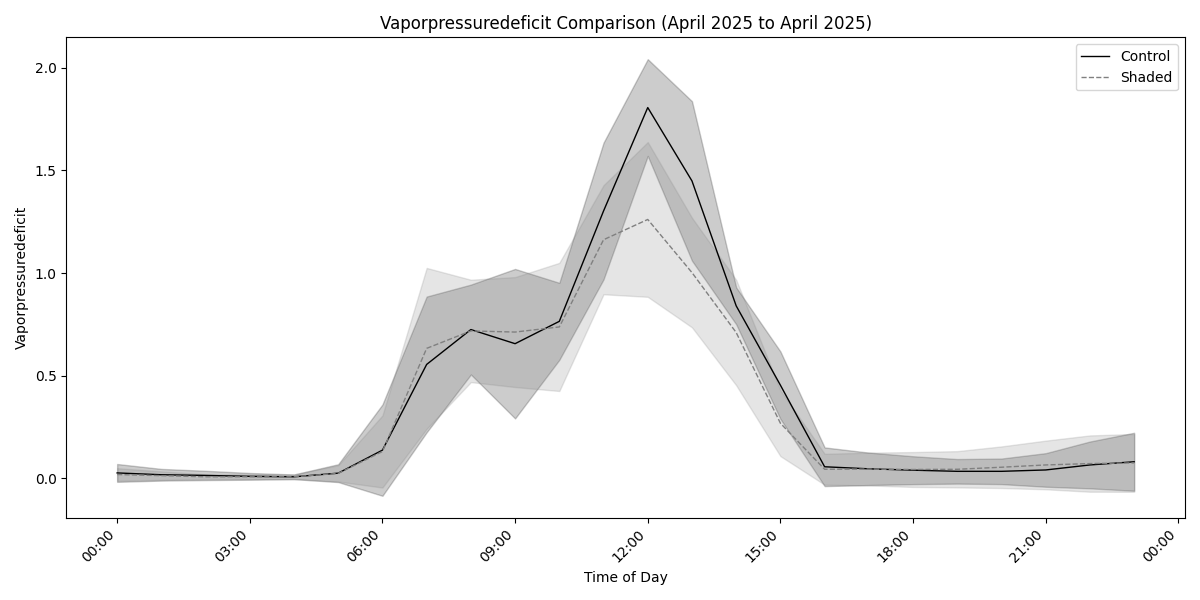 Vaporpressuredeficit Comparison (April 2025 to April 2025)
Control
Shaded
Vaporpressuredeficit
2.0
1.5
1.0
0.5
0.0
00:00
03:00
06:00
09:00
12:00
15:00
18:00
21:00
00:00
Time of Day